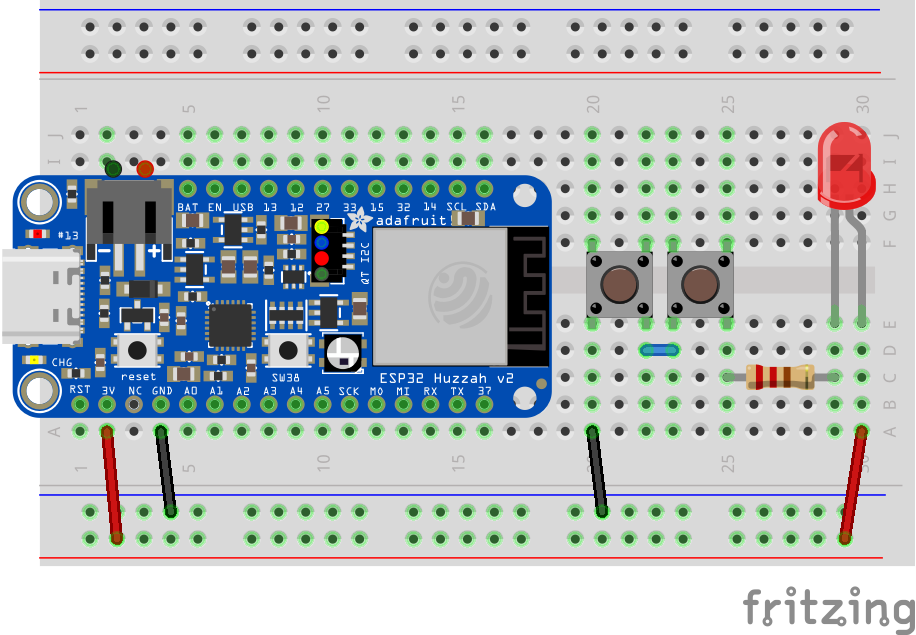 1 5 10 15 20 25 30
J J
I I
H
G G
F F
BAT EN USB 13 12 27 33 15 32 14 SCL SDA
#13
adafruit
QT I2C
- +
E E
D D
CHG
reset
SW38
ESP32 Huzzah v2
C C
RST 3V NC GND A0 A1 A2 A3 A4 A5 SCK MO MI RX TX 37
B B
A A
1 5 10 15 20 25 30
fritzing